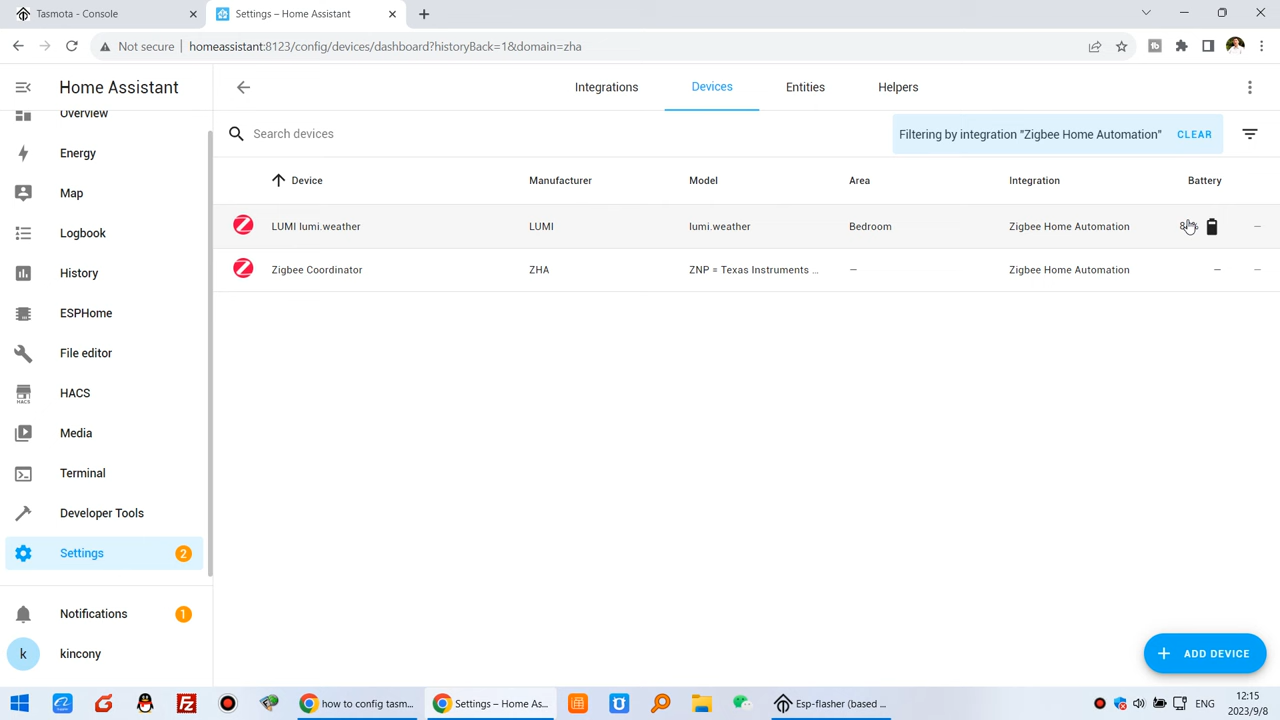 Tasmota - Console
Settings – Home Assistant
Not secure
homeassistant:8123/config/devices/dashboard?historyBack=1&domain=zha
Home Assistant
Integrations
Devices
Entities
Helpers
Overview
Energy
Map
Logbook
History
ESPHome
File editor
HACS
HACS
Media
Terminal
Developer Tools
Settings
2
Notifications
1
k
kincony
Search devices
Filtering by integration "Zigbee Home Automation"
CLEAR
Device Manufacturer Model Area Integration Battery
LUMI lumi.weather LUMI lumi.weather Bedroom Zigbee Home Automation –
Zigbee Coordinator ZHA ZNP = Texas Instruments ... – Zigbee Home Automation – –
ADD DEVICE
how to config tasm...
Settings – Home As...
Esp-flasher (based ...
ENG
12:15
2023/9/8